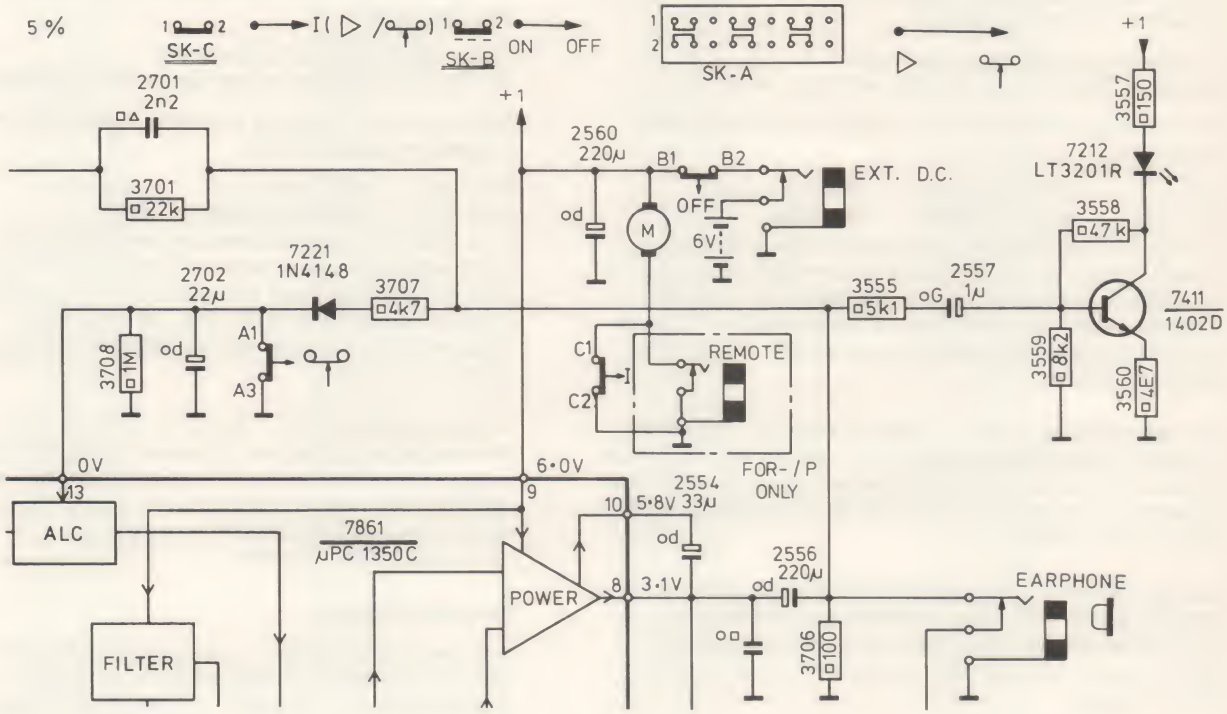 5 %
1 2
SK-C
I( ▷ / )
1 2
SK-B
ON OFF
1
2
SK-A
▷
+1
2701
2n2
□△
3701
□22k
+1
2560
220µ
od
B1 B2
OFF
EXT. D.C.
M
6V
3557
□150
7212
LT3201R
3558
□47k
7221
1N4148
3707
□4k7
2702
22µ
od
3708
□1M
A1
A3
3555
□5k1
2557
oG 1µ
7411
1402D
3559
□8k2
3560
□4E7
C1
I
C2
REMOTE
FOR-/P
ONLY
0V
13
6·0V
9
ALC
7861
µPC 1350C
10 5·8V
2554
33µ
od
POWER
8 3·1V
2556
220µ
od
o□
EARPHONE
3706
□100
FILTER